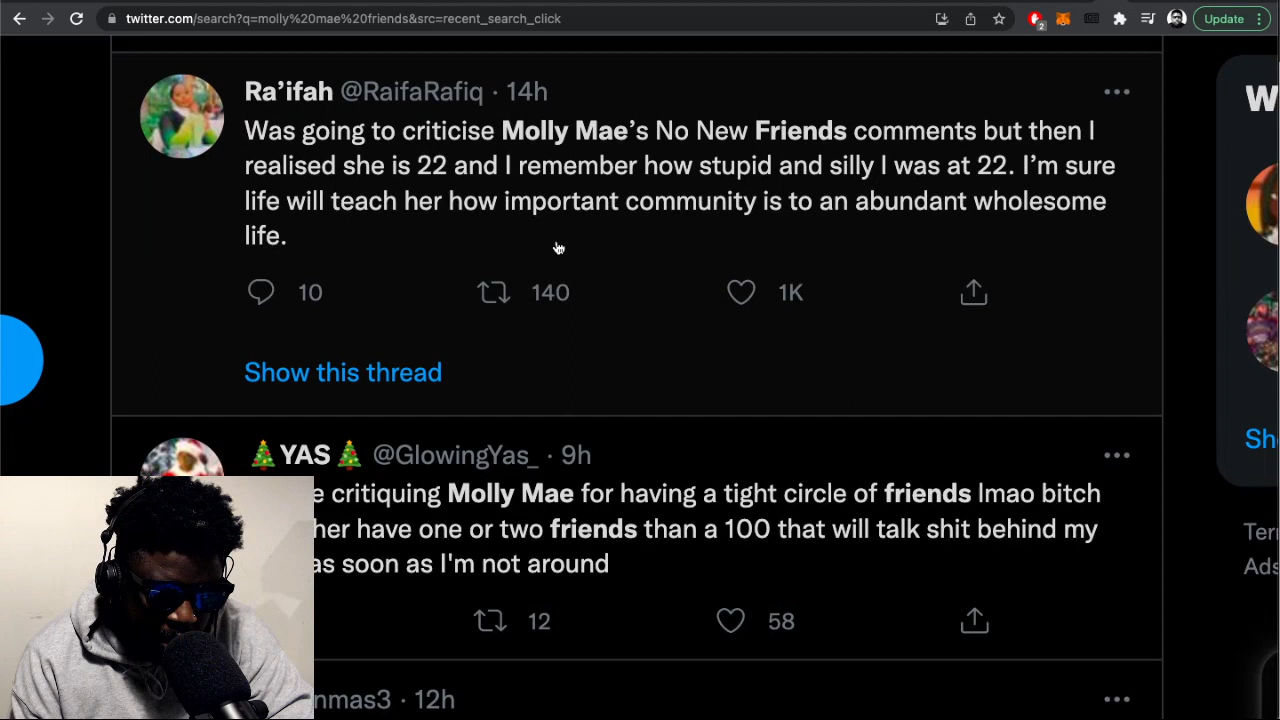 twitter.com/search?q=molly%20mae%20friends&src=recent_search_click
2
Update
Ra’ifah @RaifaRafiq · 14h
Was going to criticise Molly Mae’s No New Friends comments but then I
realised she is 22 and I remember how stupid and silly I was at 22. I’m sure
life will teach her how important community is to an abundant wholesome
life.
10 140 1K
Show this thread
🎄YAS🎄 @GlowingYas_ · 9h
critiquing Molly Mae for having a tight circle of friends lmao bitch
her have one or two friends than a 100 that will talk shit behind my
as soon as I'm not around
12 58
nmas3 · 12h
W
Sh
Ter
Ads